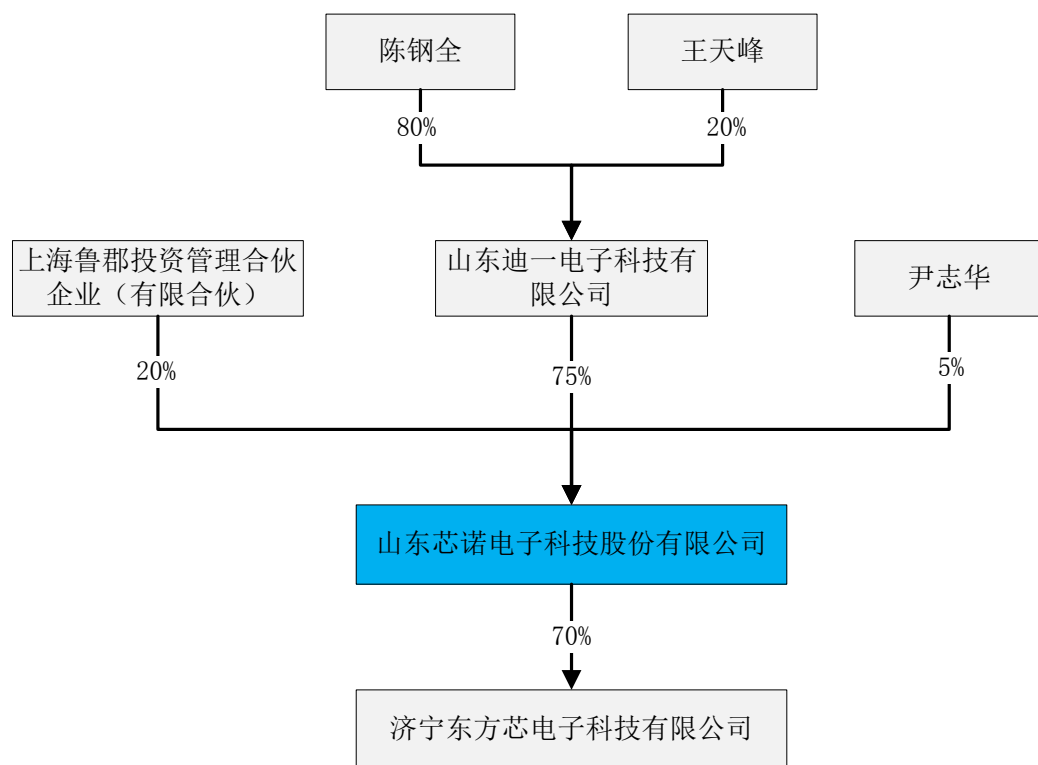 陈钢全
王天峰
80%
20%
上海鲁郡投资管理合伙
企业（有限合伙）
山东迪一电子科技有
限公司
尹志华
20%
75%
5%
山东芯诺电子科技股份有限公司
70%
济宁东方芯电子科技有限公司